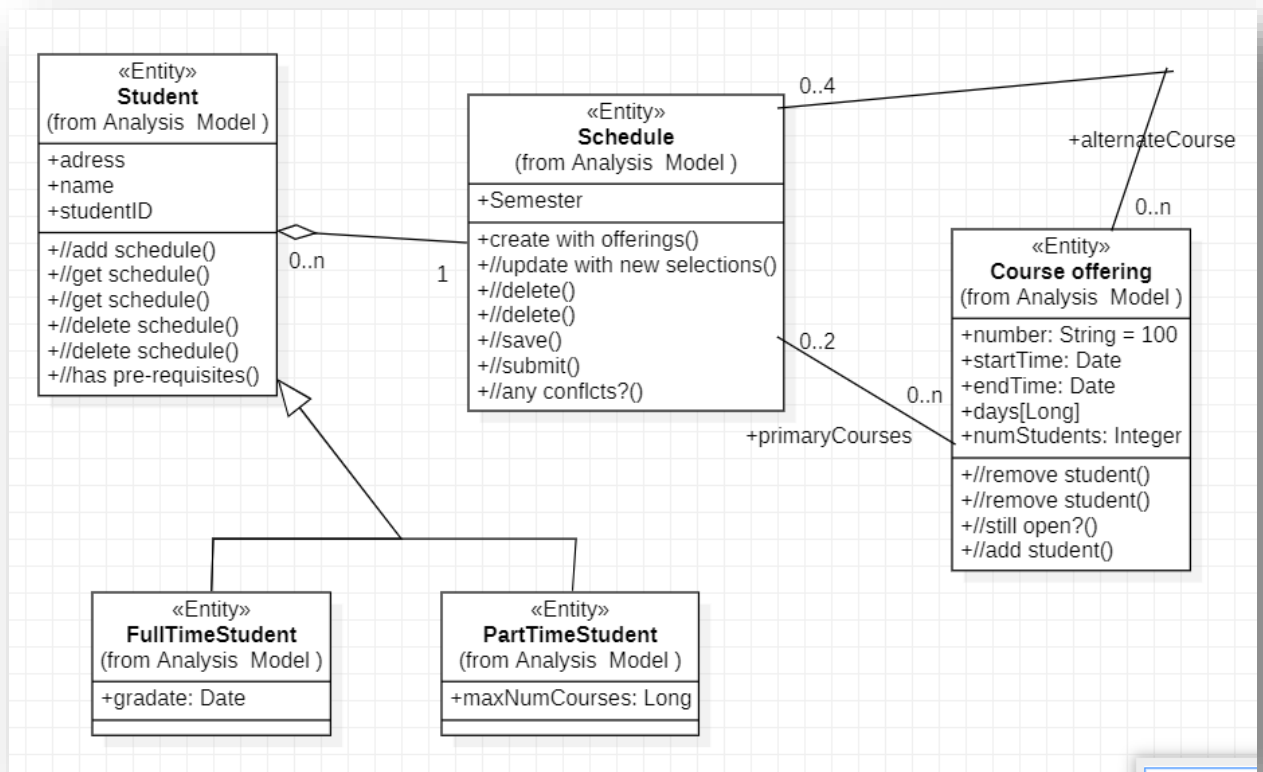 «Entity»
Student
(from Analysis Model )
+adress
+name
+studentID
+//add schedule()
+//get schedule()
+//get schedule()
+//delete schedule()
+//delete schedule()
+//has pre-requisites()
0..n
1
«Entity»
Schedule
(from Analysis Model )
+Semester
+create with offerings()
+//update with new selections()
+//delete()
+//delete()
+//save()
+//submit()
+//any conflcts?()
0..4
+alternateCourse
0..n
0..2
0..n
+primaryCourses
«Entity»
Course offering
(from Analysis Model )
+number: String = 100
+startTime: Date
+endTime: Date
+days[Long]
+numStudents: Integer
+//remove student()
+//remove student()
+//still open?()
+//add student()
«Entity»
FullTimeStudent
(from Analysis Model )
+gradate: Date
«Entity»
PartTimeStudent
(from Analysis Model )
+maxNumCourses: Long